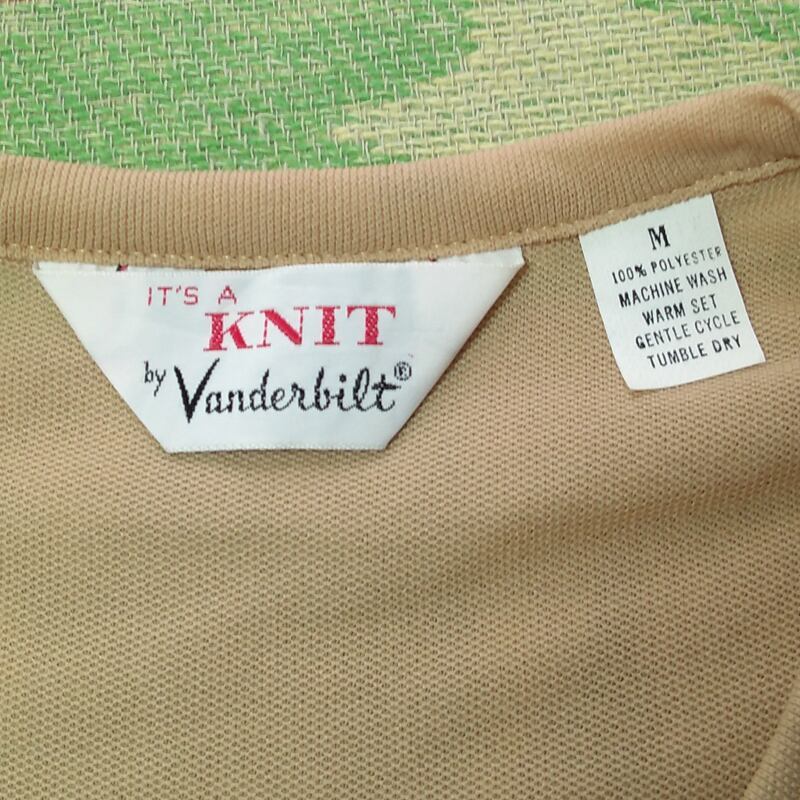 IT'S A
KNIT
by Vanderbilt®
M
100% POLYESTER
MACHINE WASH
WARM SET
GENTLE CYCLE
TUMBLE DRY